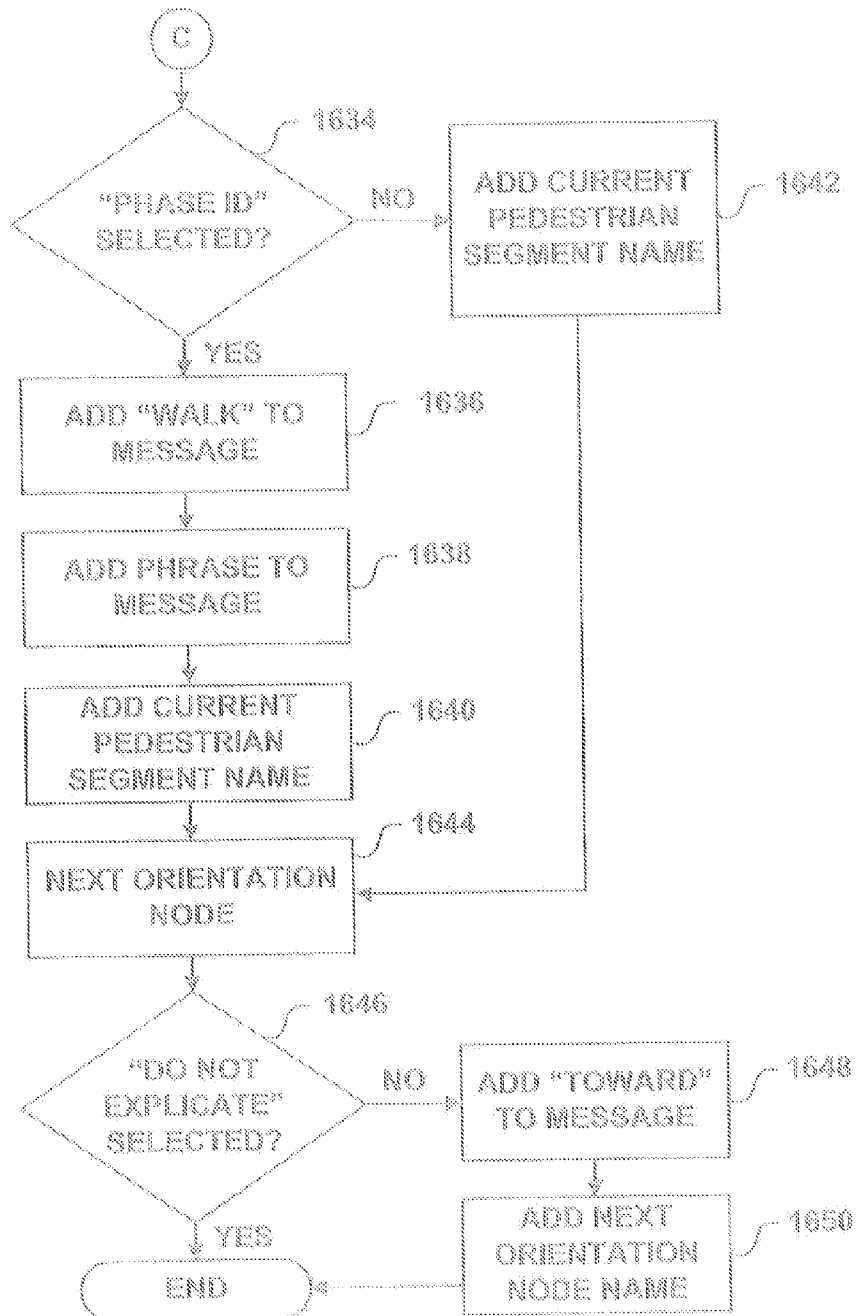 C
1634
"PHASE ID"
SELECTED?
NO
ADD CURRENT
PEDESTRIAN
SEGMENT NAME
1642
YES
ADD "WALK" TO
MESSAGE
1636
ADD PHRASE TO
MESSAGE
1638
ADD CURRENT
PEDESTRIAN
SEGMENT NAME
1640
1644
NEXT ORIENTATION
NODE
1646
"DO NOT
EXPLICATE"
SELECTED?
NO
ADD "TOWARD"
TO MESSAGE
1648
YES
ADD NEXT
ORIENTATION
NODE NAME
1650
END